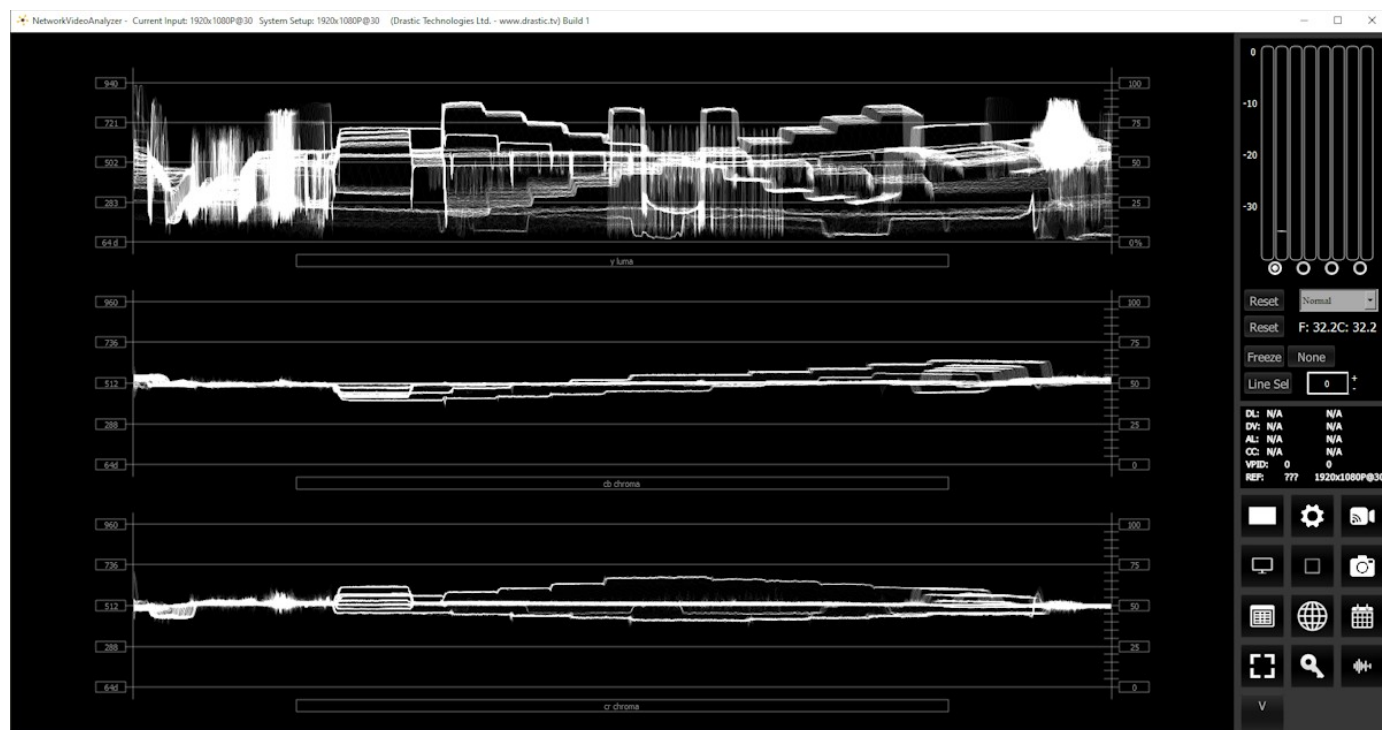 NetworkVideoAnalyzer - Current Input: 1920x1080P@30 System Setup: 1920x1080P@30 (Drastic Technologies Ltd. - www.drastic.tv) Build 1
940 100
721 75
502 50
283 25
64 d 0%
y luma
960 100
736 75
512 50
288 25
64d 0
cb chroma
960 100
736 75
512 50
288 25
64d 0
cr chroma
0
-10
-20
-30
Reset Normal
Reset F: 32.2C: 32.2
Freeze None
Line Sel 0 + -
DL: N/A N/A
DV: N/A N/A
AL: N/A N/A
CC: N/A N/A
VPID: 0 0
REF: ??? 1920x1080P@30
V